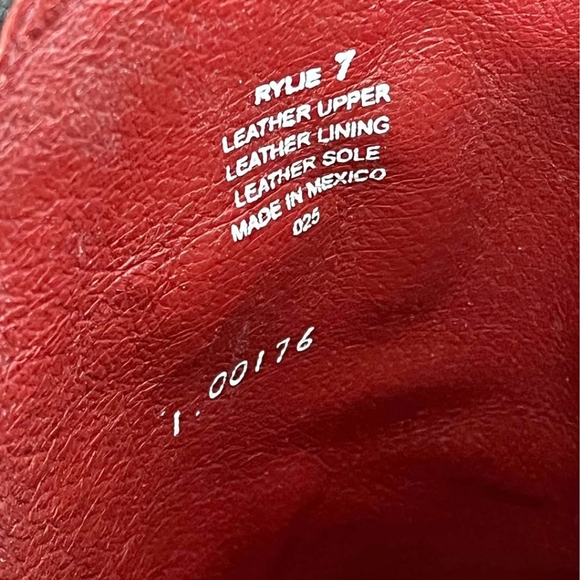 RYLIE 7
LEATHER UPPER
LEATHER LINING
LEATHER SOLE
MADE IN MEXICO
025
1.00176